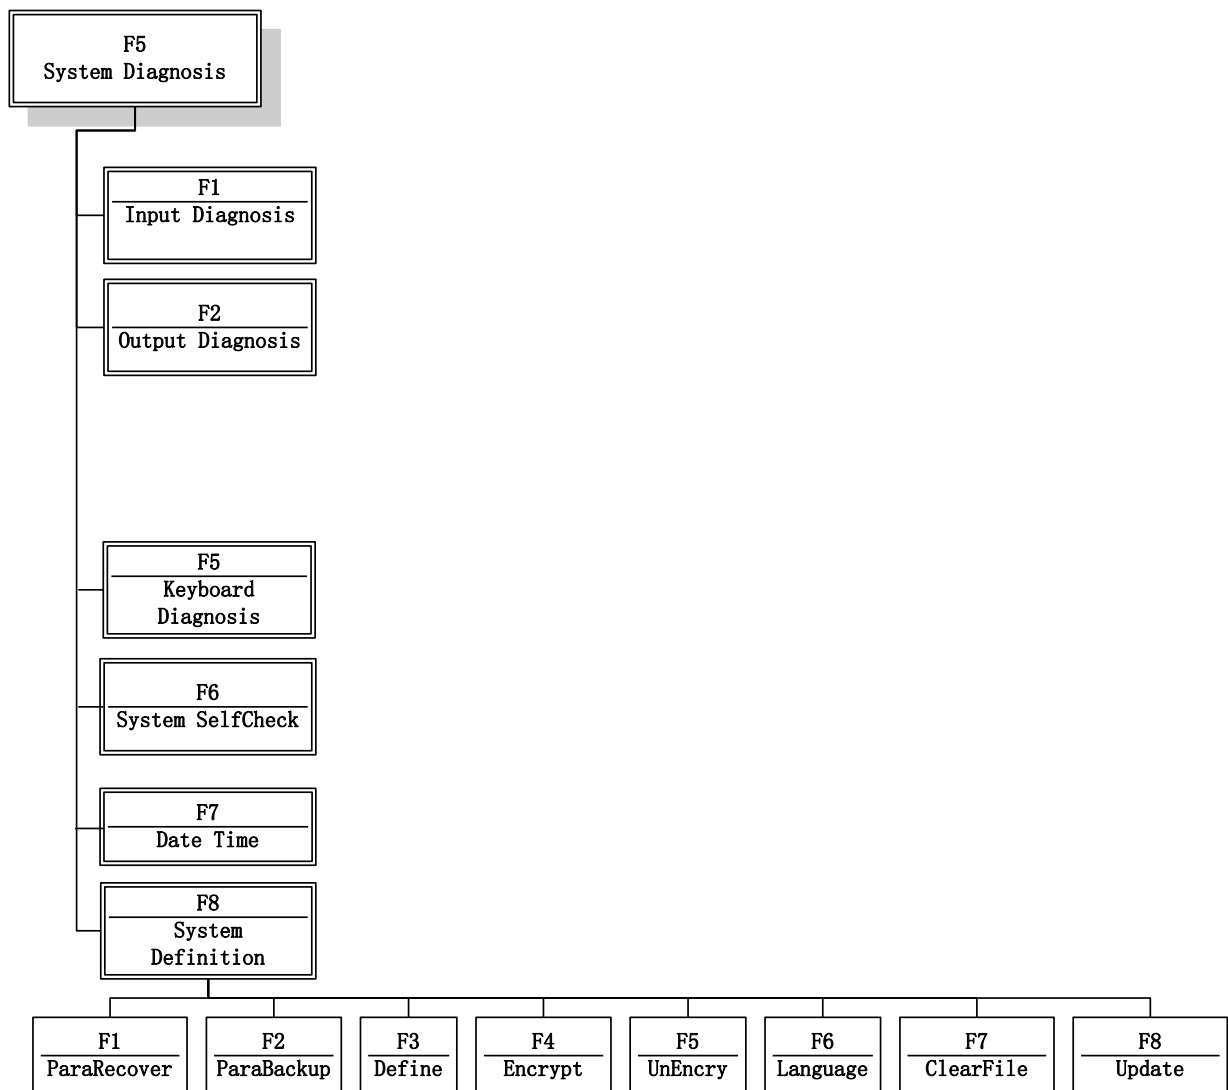 F5
System Diagnosis
F1
Input Diagnosis
F2
Output Diagnosis
F5
Keyboard
Diagnosis
F6
System SelfCheck
F7
Date Time
F8
System
Definition
F1
ParaRecover
F2
ParaBackup
F3
Define
F4
Encrypt
F5
UnEncry
F6
Language
F7
ClearFile
F8
Update